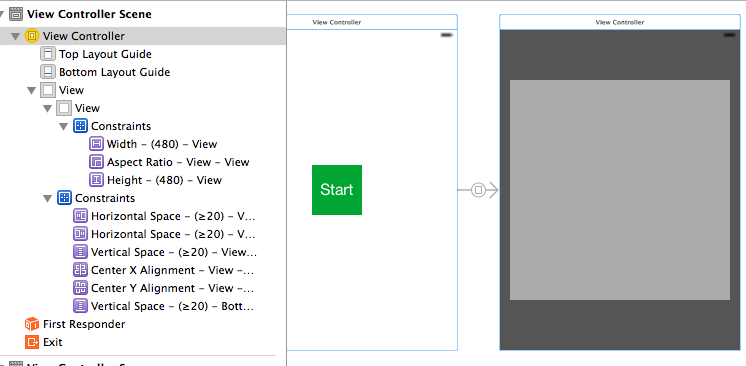 View Controller Scene
View Controller
Top Layout Guide
Bottom Layout Guide
View
View
Constraints
Width - (480) - View
Aspect Ratio - View - View
Height - (480) - View
Constraints
Horizontal Space - (≥20) - V...
Horizontal Space - (≥20) - V...
Vertical Space - (≥20) - View...
Center X Alignment - View -...
Center Y Alignment - View -...
Vertical Space - (≥20) - Bott...
First Responder
Exit
View Controller
Start
View Controller